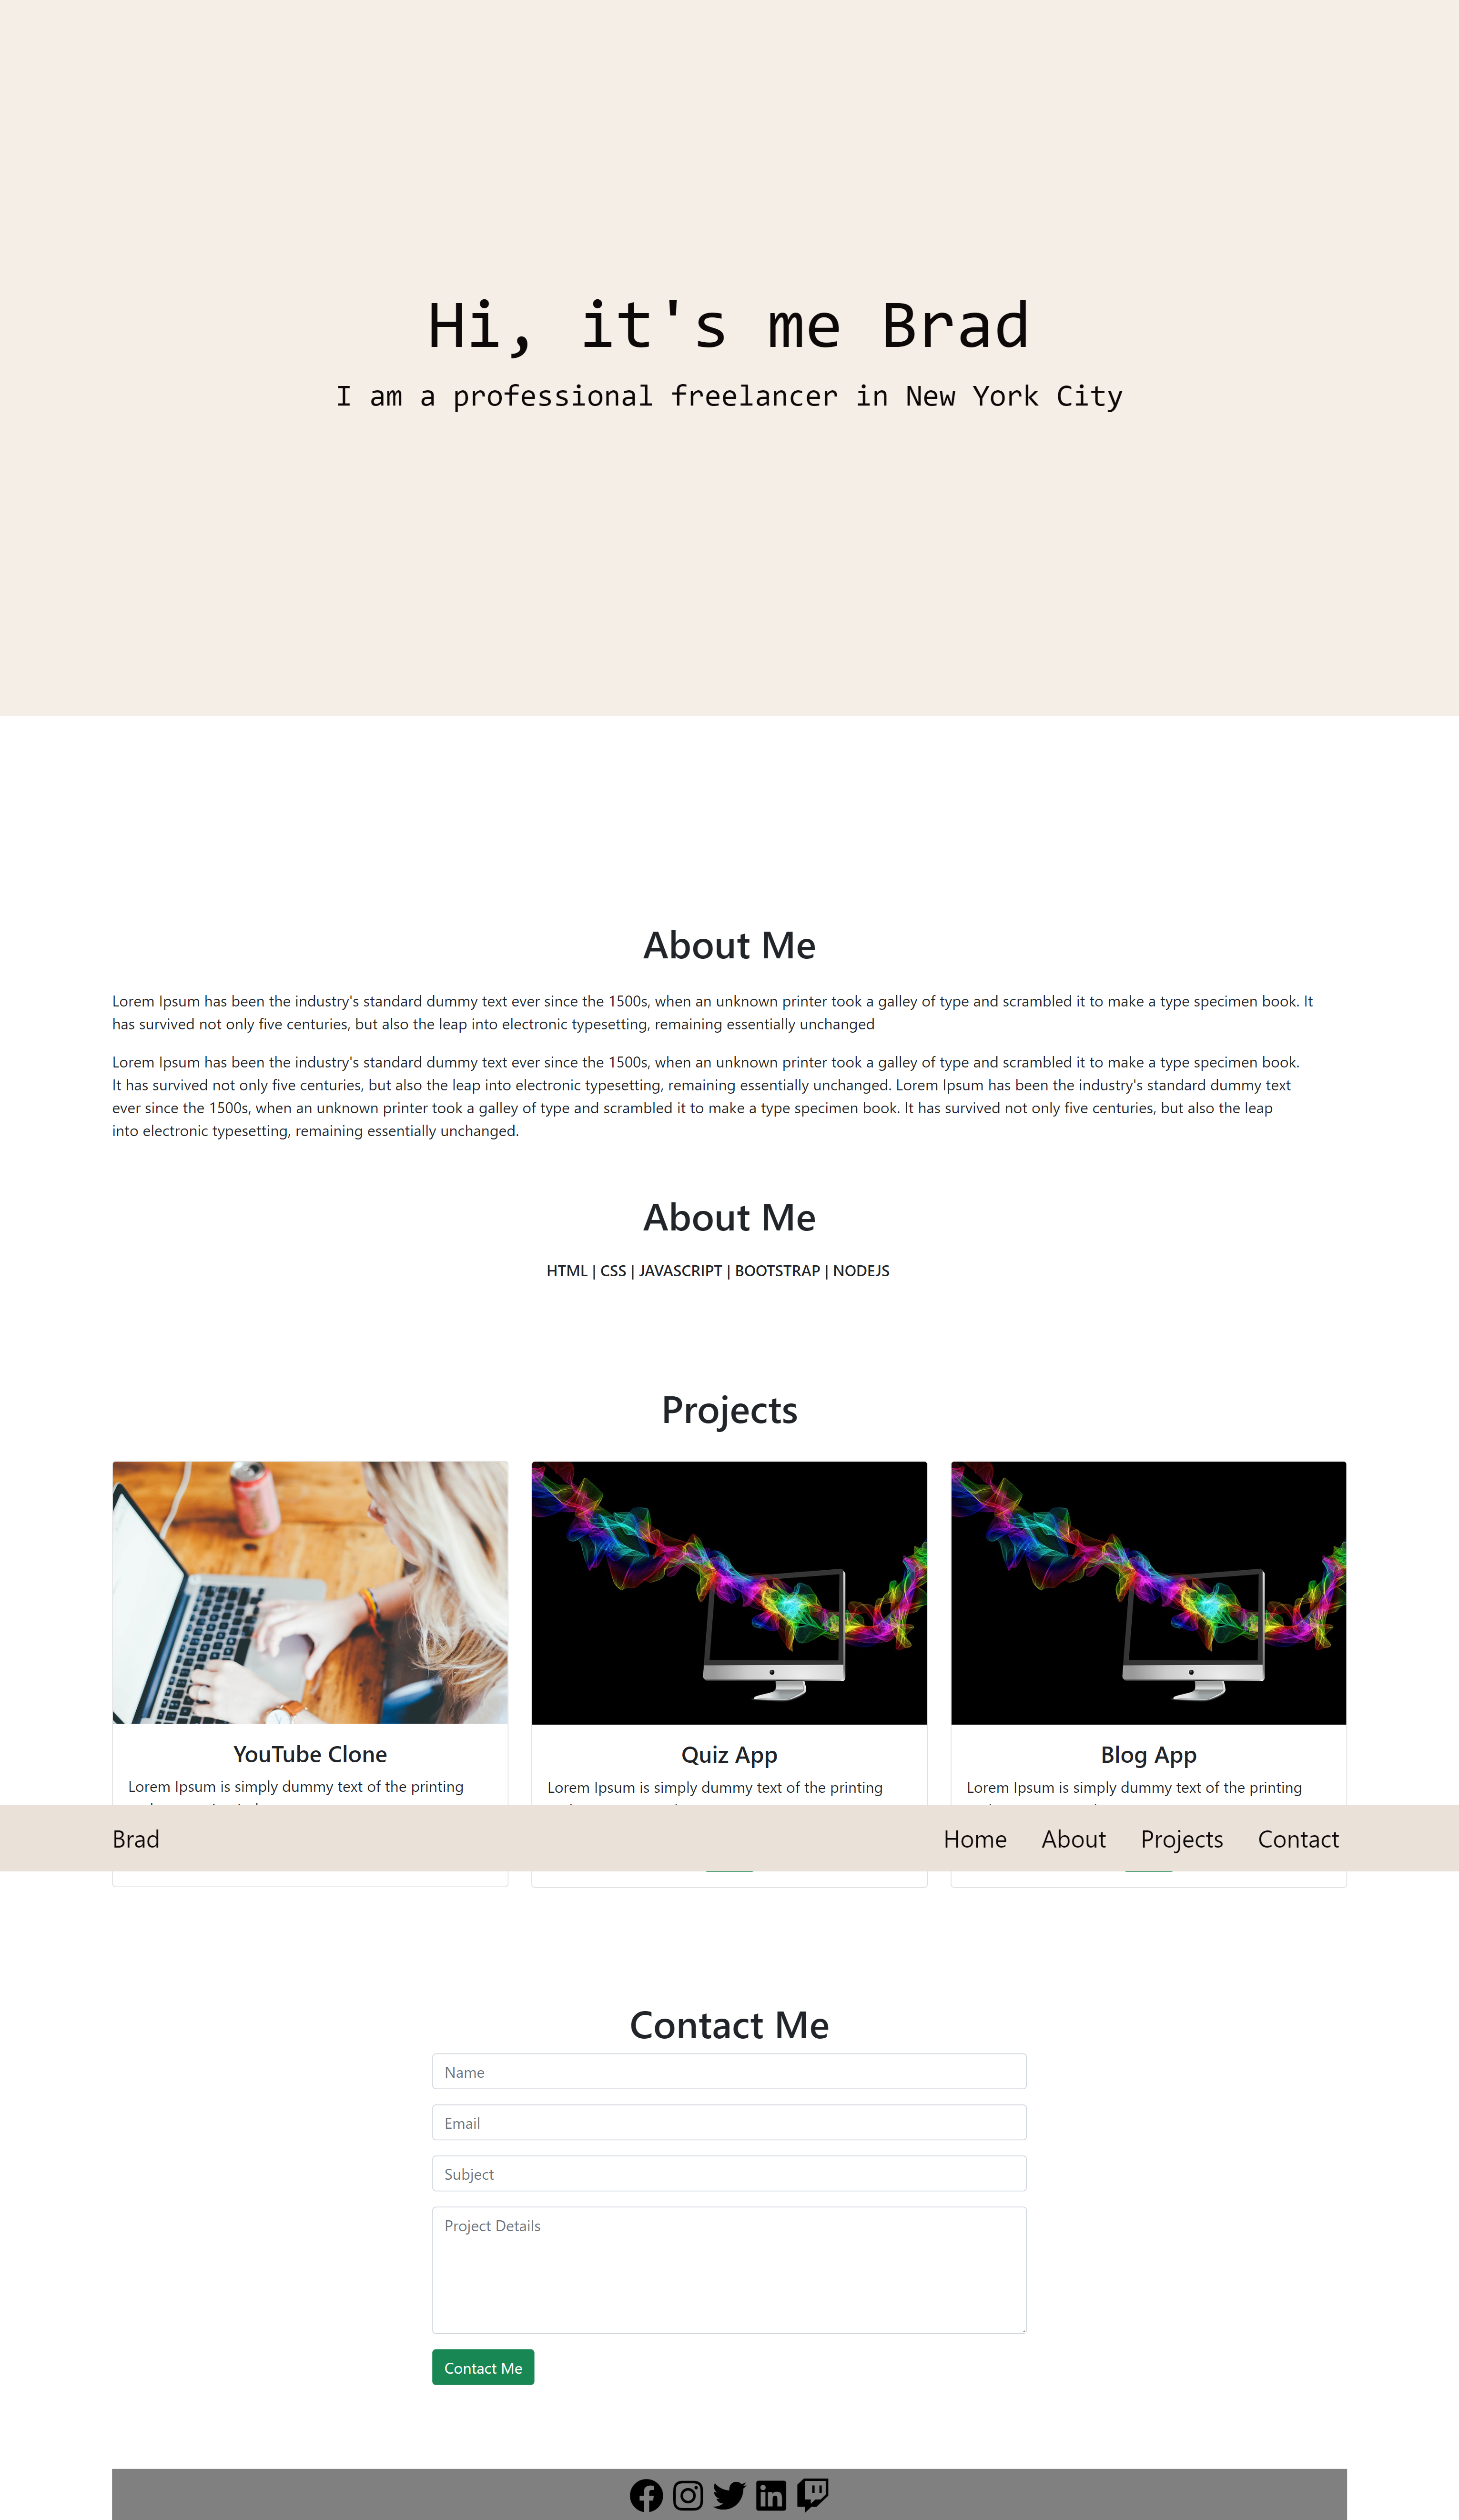 Hi, it's me Brad
I am a professional freelancer in New York City
About Me
Lorem Ipsum has been the industry's standard dummy text ever since the 1500s, when an unknown printer took a galley of type and scrambled it to make a type specimen book. It
has survived not only five centuries, but also the leap into electronic typesetting, remaining essentially unchanged
Lorem Ipsum has been the industry's standard dummy text ever since the 1500s, when an unknown printer took a galley of type and scrambled it to make a type specimen book.
It has survived not only five centuries, but also the leap into electronic typesetting, remaining essentially unchanged. Lorem Ipsum has been the industry's standard dummy text
ever since the 1500s, when an unknown printer took a galley of type and scrambled it to make a type specimen book. It has survived not only five centuries, but also the leap
into electronic typesetting, remaining essentially unchanged.
About Me
HTML | CSS | JAVASCRIPT | BOOTSTRAP | NODEJS
Projects
YouTube Clone
Lorem Ipsum is simply dummy text of the printing
Quiz App
Lorem Ipsum is simply dummy text of the printing
Blog App
Lorem Ipsum is simply dummy text of the printing
Brad
Home About Projects Contact
Contact Me
Name
Email
Subject
Project Details
Contact Me